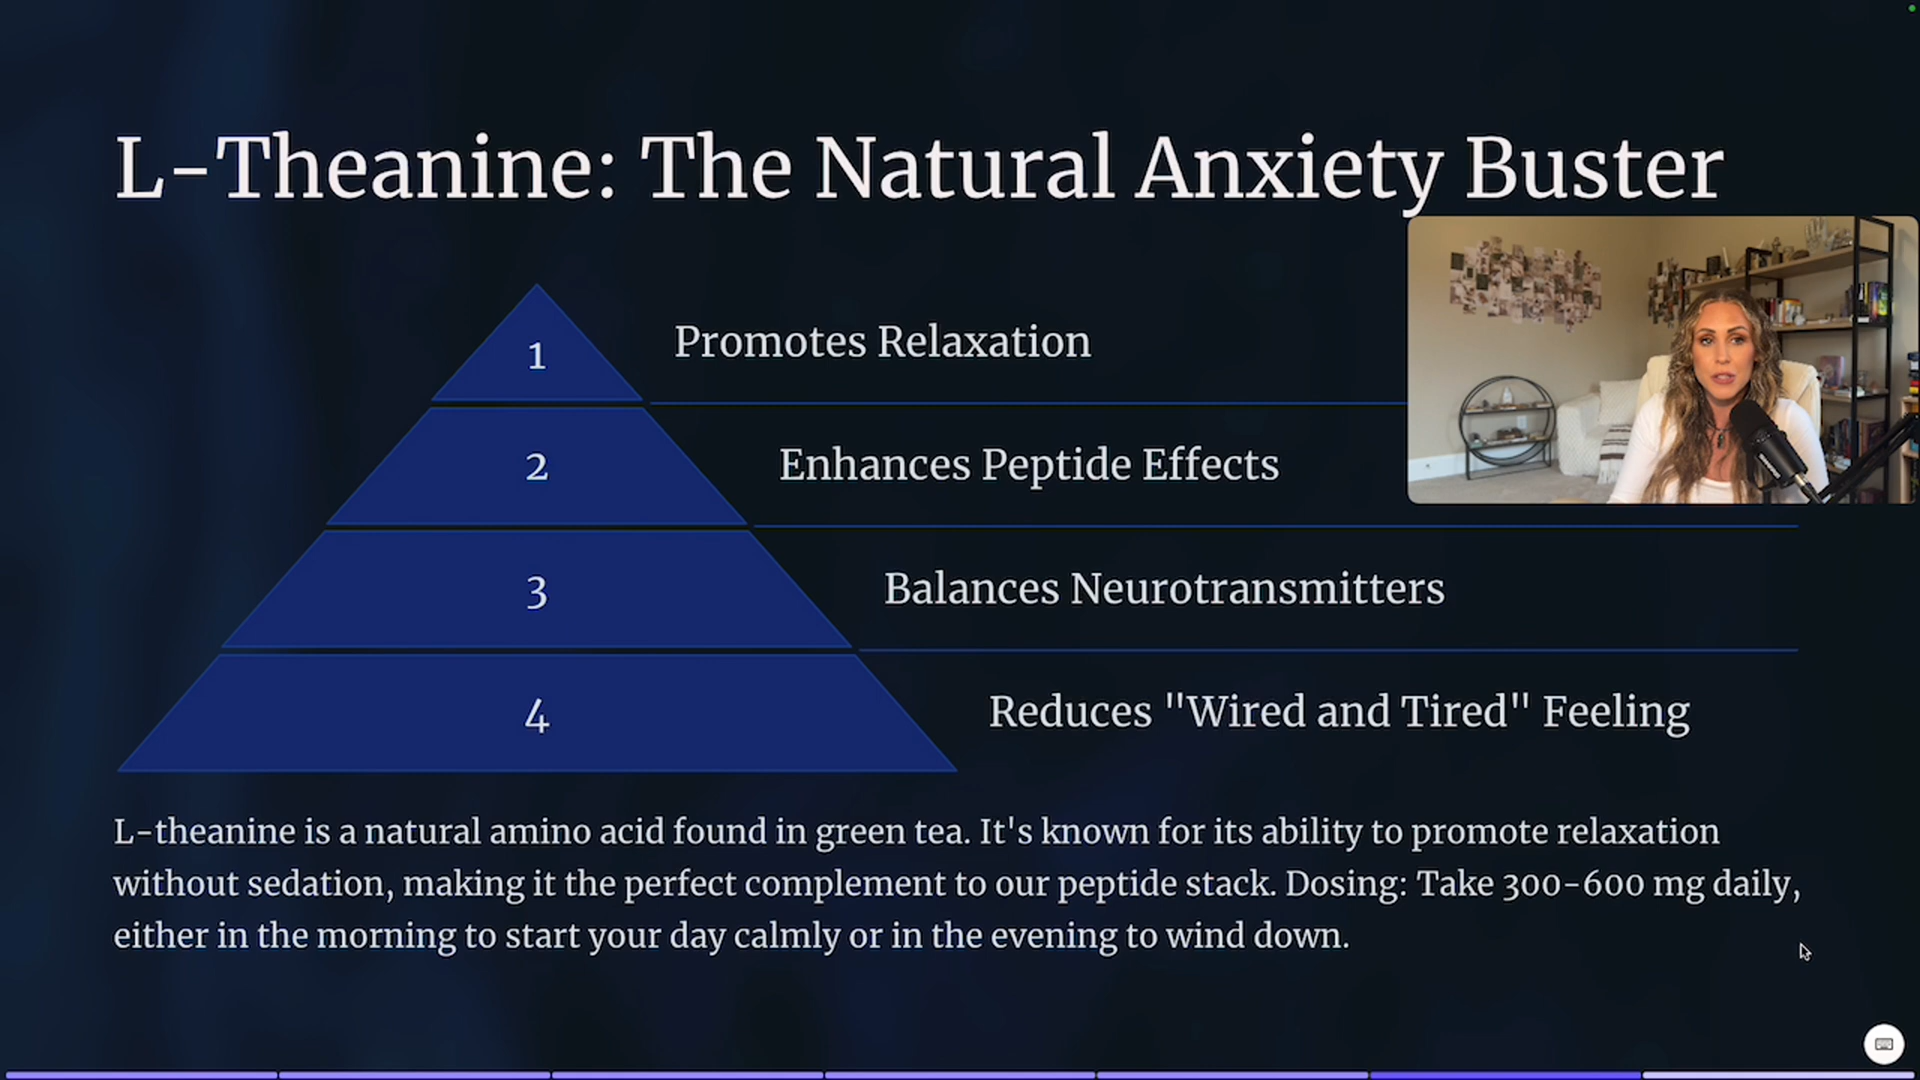 L-Theanine: The Natural Anxiety Buster
1
Promotes Relaxation
2
Enhances Peptide Effects
3
Balances Neurotransmitters
4
Reduces "Wired and Tired" Feeling
L-theanine is a natural amino acid found in green tea. It's known for its ability to promote relaxation
without sedation, making it the perfect complement to our peptide stack. Dosing: Take 300-600 mg daily,
either in the morning to start your day calmly or in the evening to wind down.